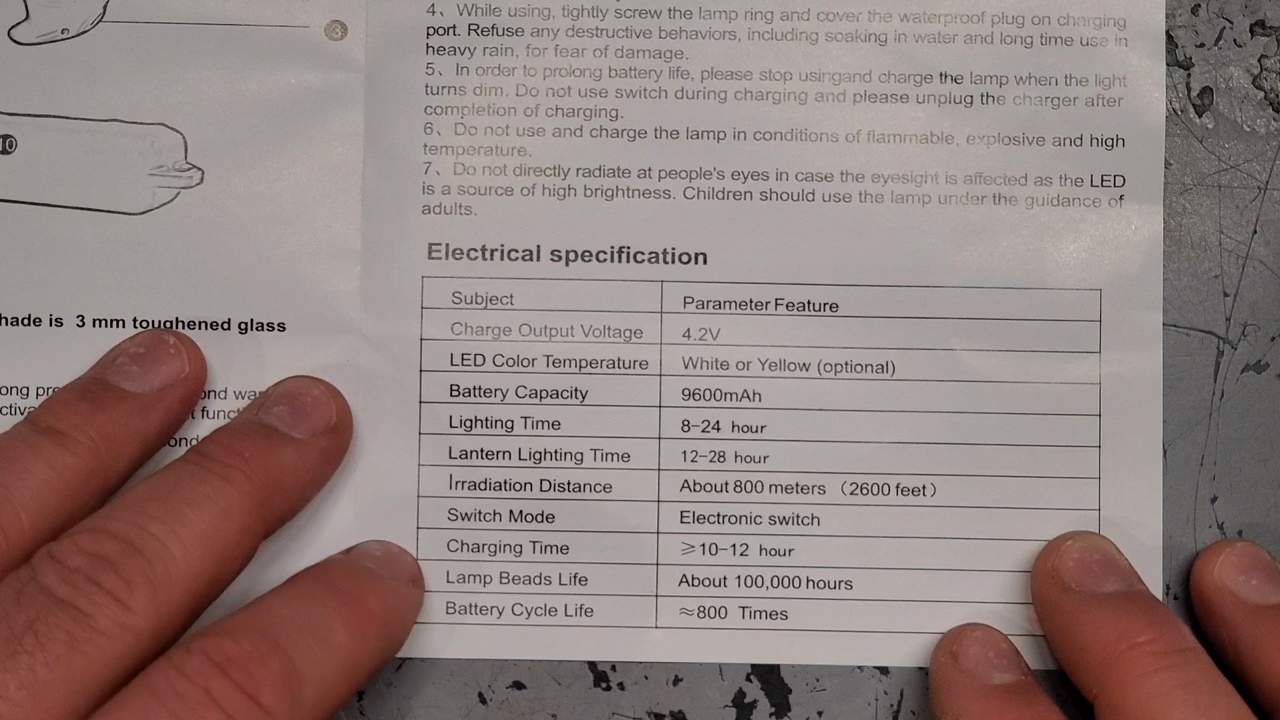 3
10
hade is 3 mm toughened glass
ond
4、While using, tightly screw the lamp ring and cover the waterproof plug on charging
port. Refuse any destructive behaviors, including soaking in water and long time use in
heavy rain, for fear of damage.
5、In order to prolong battery life, please stop usingand charge the lamp when the light
turns dim. Do not use switch during charging and please unplug the charger after
completion of charging.
6、Do not use and charge the lamp in conditions of flammable, explosive and high
temperature.
7、Do not directly radiate at people's eyes in case the eyesight is affected as the LED
is a source of high brightness. Children should use the lamp under the guidance of
adults.
Electrical specification
Subject Parameter Feature
Charge Output Voltage 4.2V
LED Color Temperature White or Yellow (optional)
Battery Capacity 9600mAh
Lighting Time 8–24 hour
Lantern Lighting Time 12–28 hour
Irradiation Distance About 800 meters （2600 feet）
Switch Mode Electronic switch
Charging Time ≥10–12 hour
Lamp Beads Life About 100,000 hours
Battery Cycle Life ≈800 Times